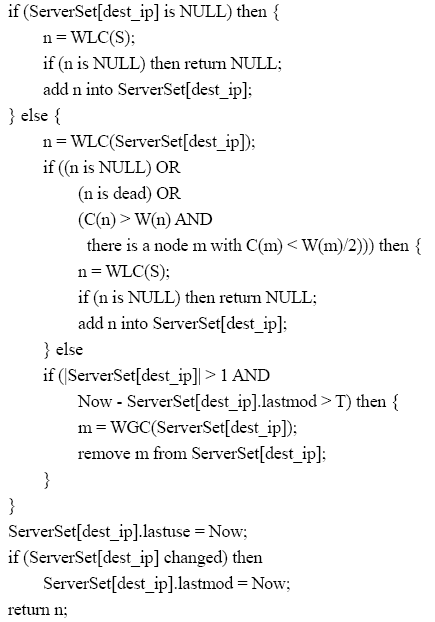 if (ServerSet[dest_ip] is NULL) then {
n = WLC(S);
if (n is NULL) then return NULL;
add n into ServerSet[dest_ip];
} else {
n = WLC(ServerSet[dest_ip]);
if ((n is NULL) OR
(n is dead) OR
(C(n) > W(n) AND
there is a node m with C(m) < W(m)/2))) then {
n = WLC(S);
if (n is NULL) then return NULL;
add n into ServerSet[dest_ip];
} else
if (|ServerSet[dest_ip]| > 1 AND
Now - ServerSet[dest_ip].lastmod > T) then {
m = WGC(ServerSet[dest_ip]);
remove m from ServerSet[dest_ip];
}
}
ServerSet[dest_ip].lastuse = Now;
if (ServerSet[dest_ip] changed) then
ServerSet[dest_ip].lastmod = Now;
return n;